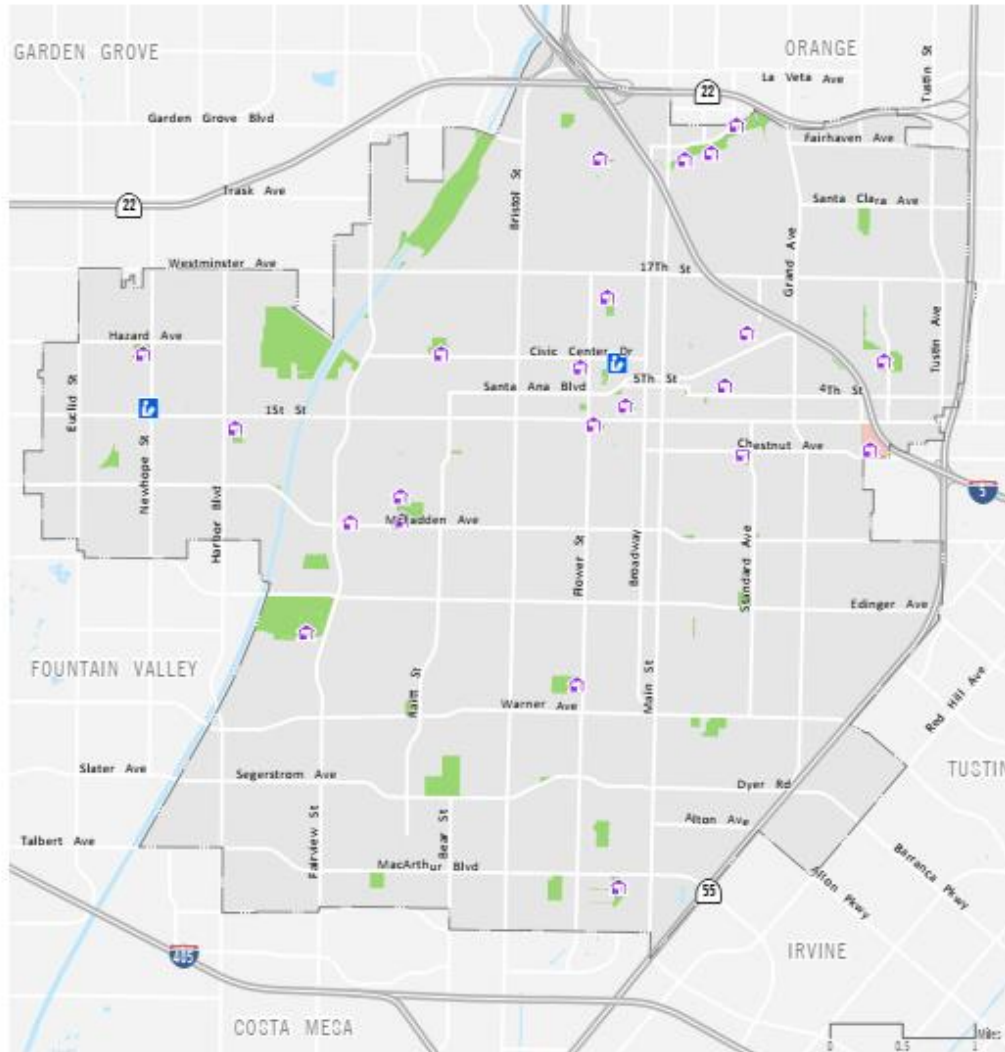 GARDEN GROVE
ORANGE
Tustin St
La Veta Ave
22
Garden Grove Blvd
Fairhaven Ave
Trask Ave
22
Bristol St
Santa Clara Ave
Grand Ave
Westminster Ave
17Th St
Hazard Ave
Civic Center Dr
Tustin Ave
Euclid St
Santa Ana Blvd
5Th St
4Th St
1St St
Newhope St
Chestnut Ave
5
Harbor Blvd
McFadden Ave
Flower St
Broadway
Standard Ave
Edinger Ave
FOUNTAIN VALLEY
Raitt St
Main St
Warner Ave
Red Hill Ave
Slater Ave
Segerstrom Ave
TUSTIN
Dyer Rd
Talbert Ave
Fairview St
Bear St
Alton Ave
MacArthur Blvd
Barranca Pkwy
Alton Pkwy
55
405
IRVINE
COSTA MESA
Miles
0 0.5 1